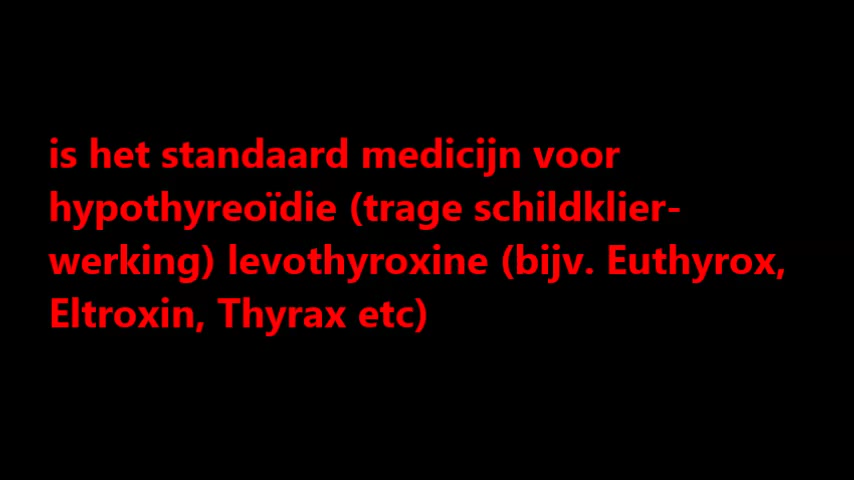 is het standaard medicijn voor
hypothyreoïdie (trage schildklier-
werking) levothyroxine (bijv. Euthyrox,
Eltroxin, Thyrax etc)